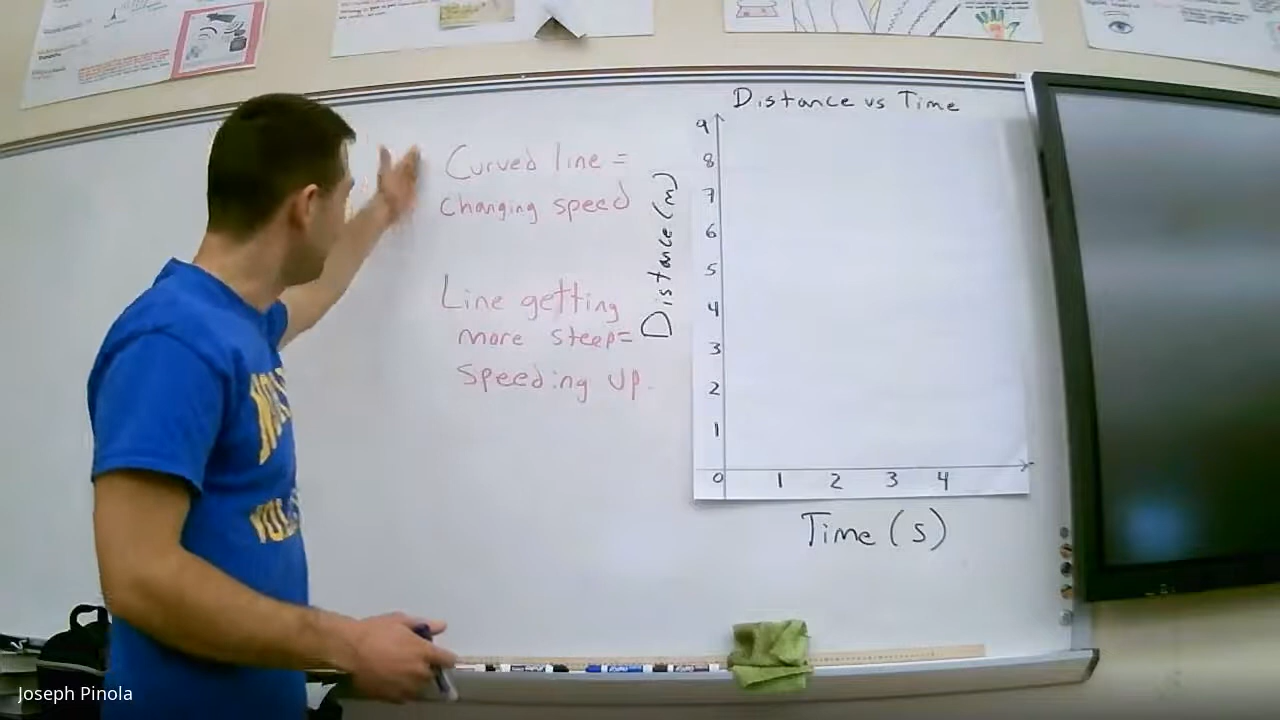 Distance vs Time
Curved line =
changing speed
Line getting
more steep=
speeding up.
Distance (m)
9
8
7
6
5
4
3
2
1
0
1 2 3 4
Time (s)
Joseph Pinola